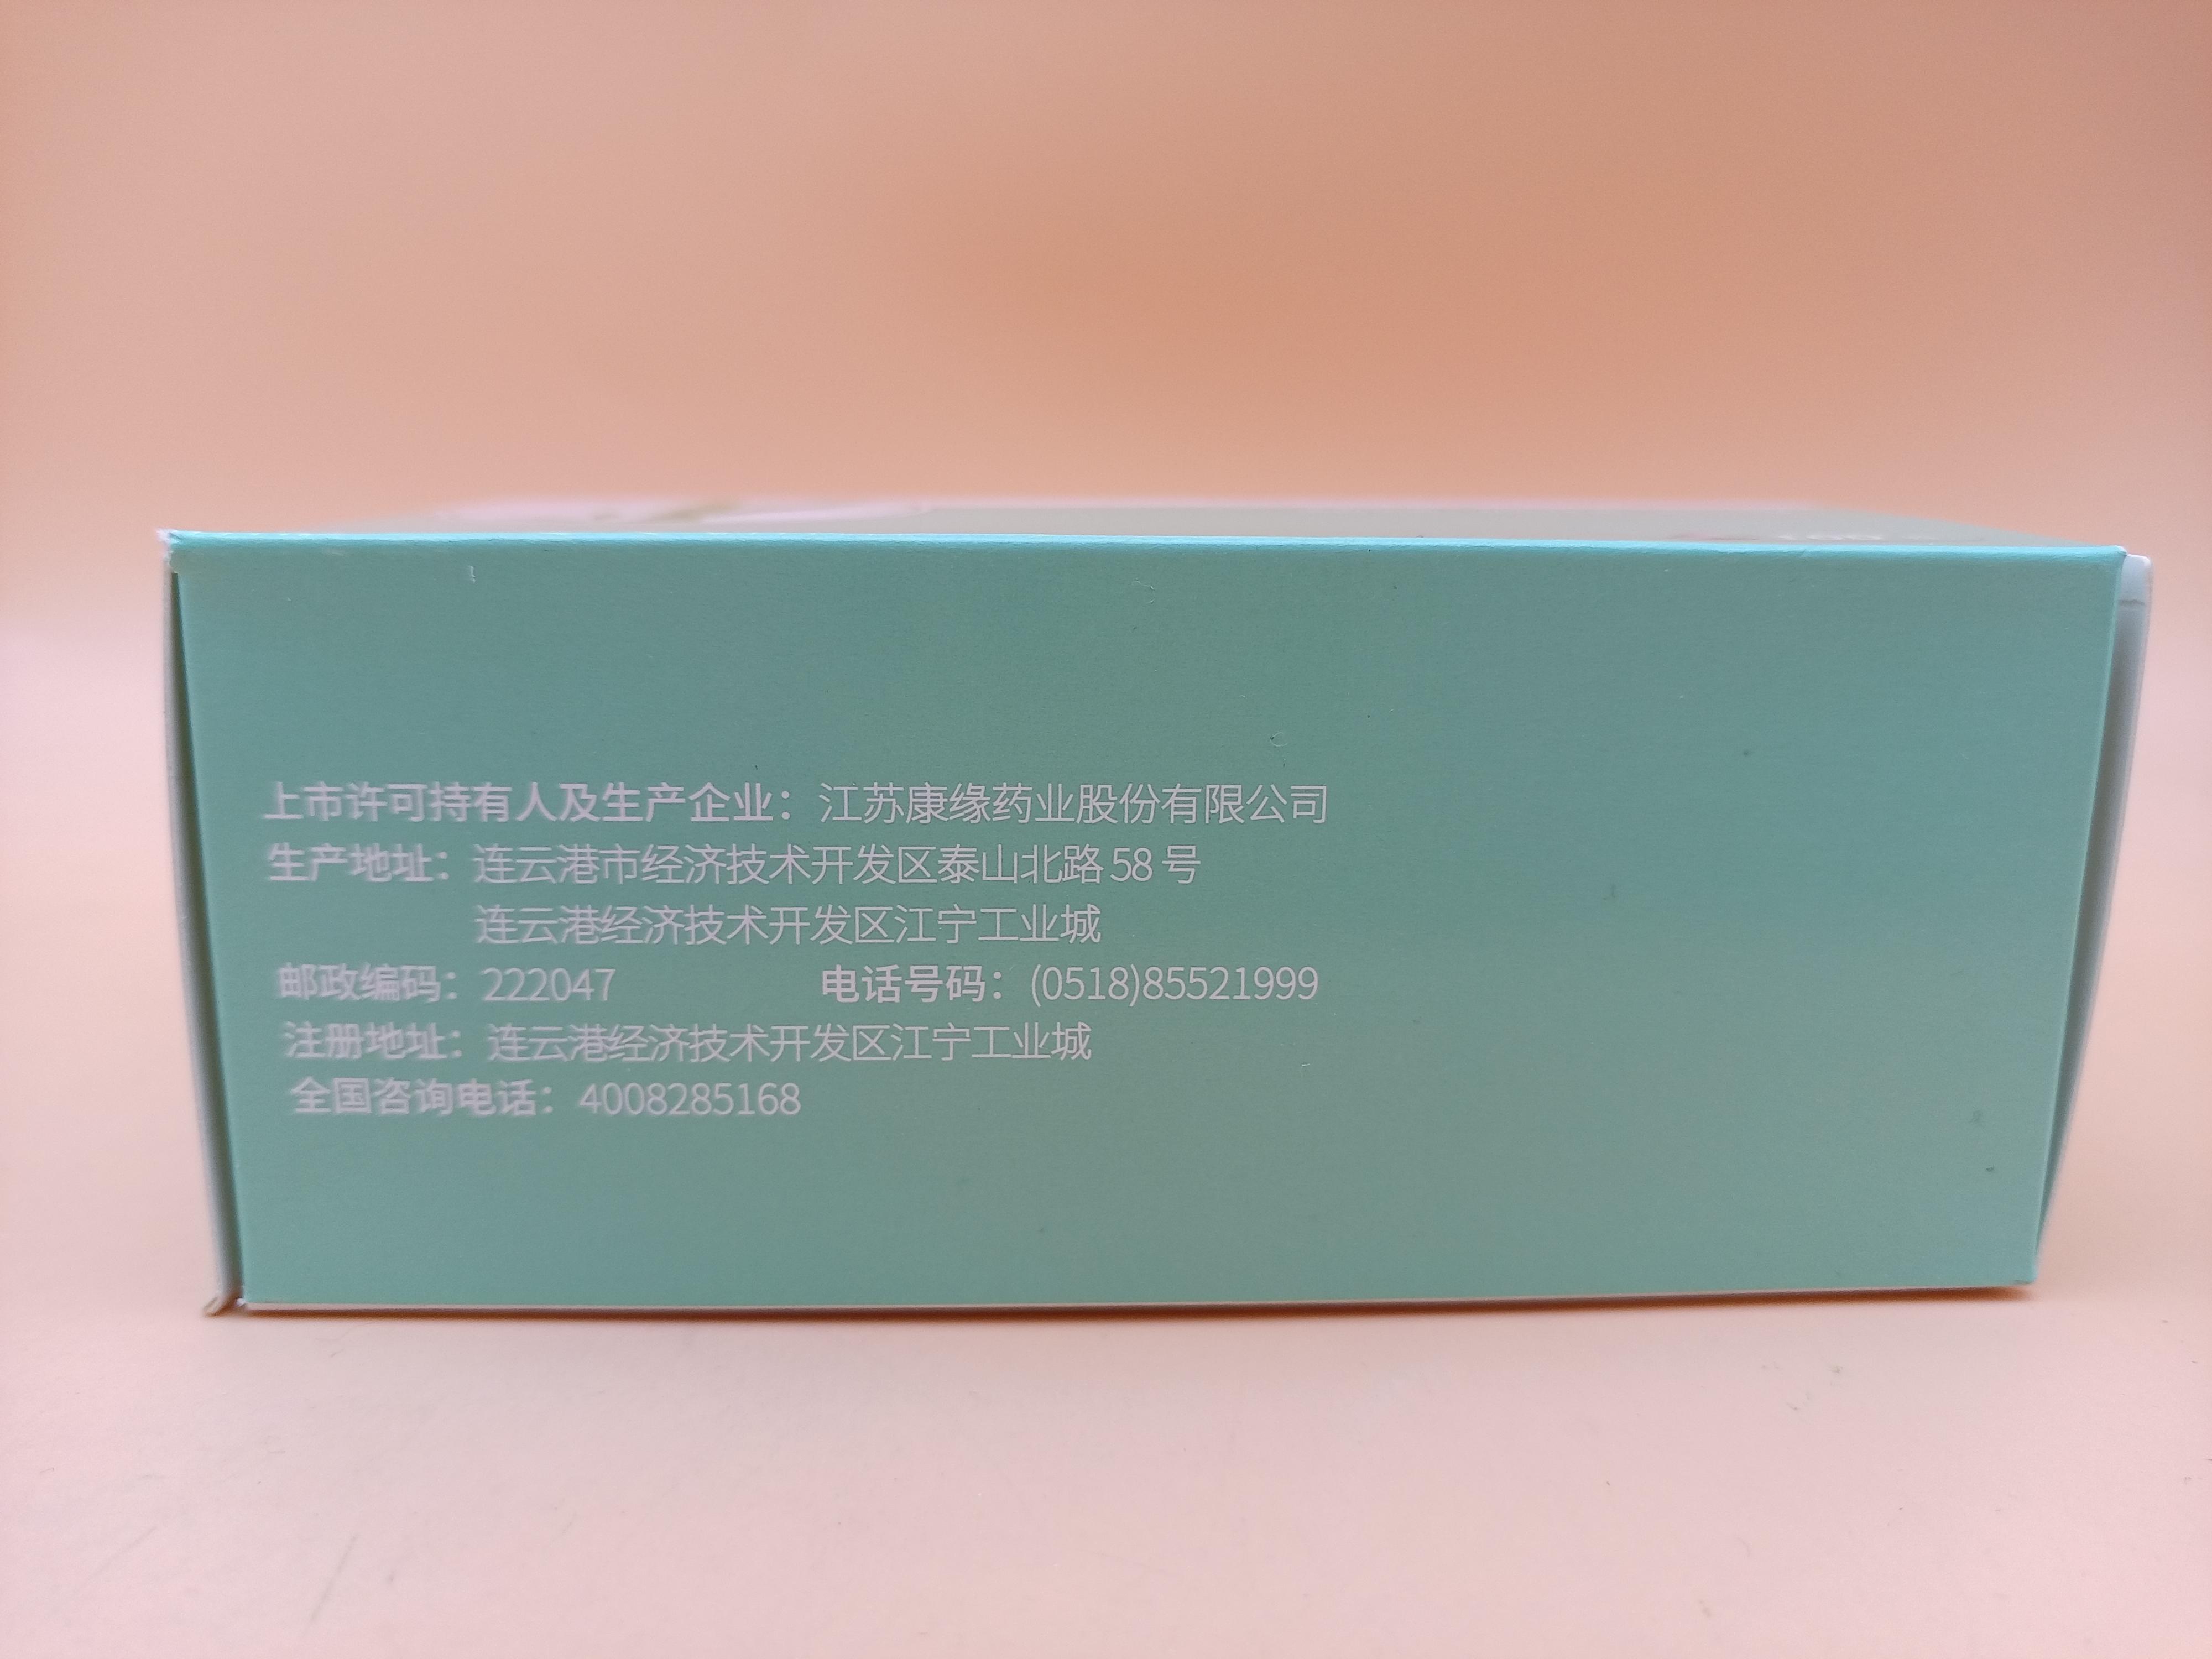 上市许可持有人及生产企业：江苏康缘药业股份有限公司
生产地址：连云港市经济技术开发区泰山北路58号
连云港经济技术开发区江宁工业城
邮政编码：222047 电话号码：(0518)85521999
注册地址：连云港经济技术开发区江宁工业城
全国咨询电话：4008285168